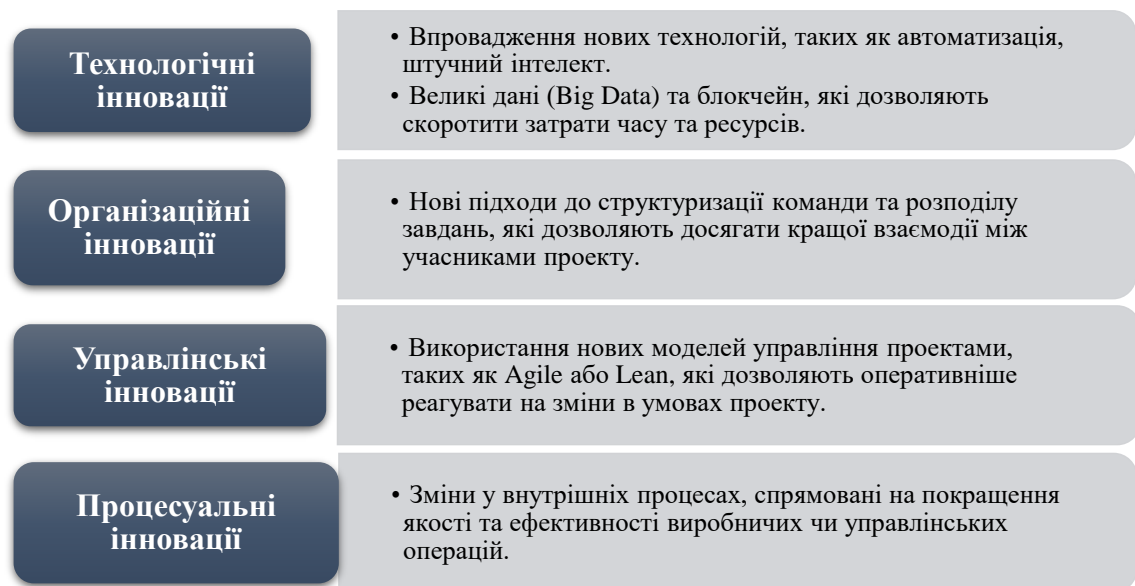 Технологічні
інновації
• Впровадження нових технологій, таких як автоматизація,
штучний інтелект.
• Великі дані (Big Data) та блокчейн, які дозволяють
скоротити затрати часу та ресурсів.
Організаційні
інновації
• Нові підходи до структуризації команди та розподілу
завдань, які дозволяють досягати кращої взаємодії між
учасниками проекту.
Управлінські
інновації
• Використання нових моделей управління проектами,
таких як Agile або Lean, які дозволяють оперативніше
реагувати на зміни в умовах проекту.
Процесуальні
інновації
• Зміни у внутрішніх процесах, спрямовані на покращення
якості та ефективності виробничих чи управлінських
операцій.